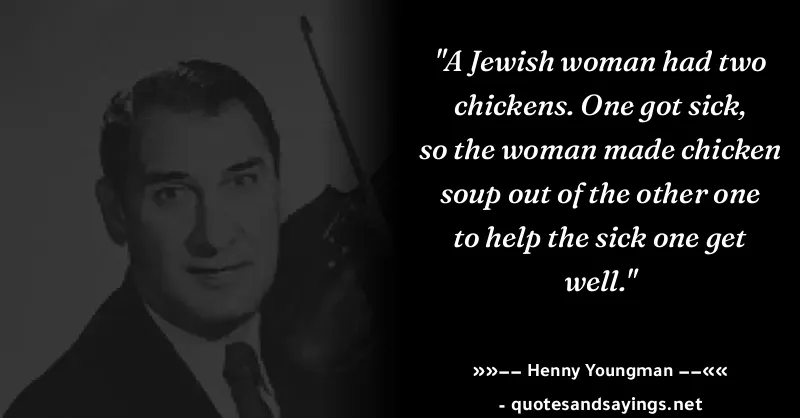 "A Jewish woman had two
chickens. One got sick,
so the woman made chicken
soup out of the other one
to help the sick one get
well."
»»–– Henny Youngman ––««
- quotesandsayings.net